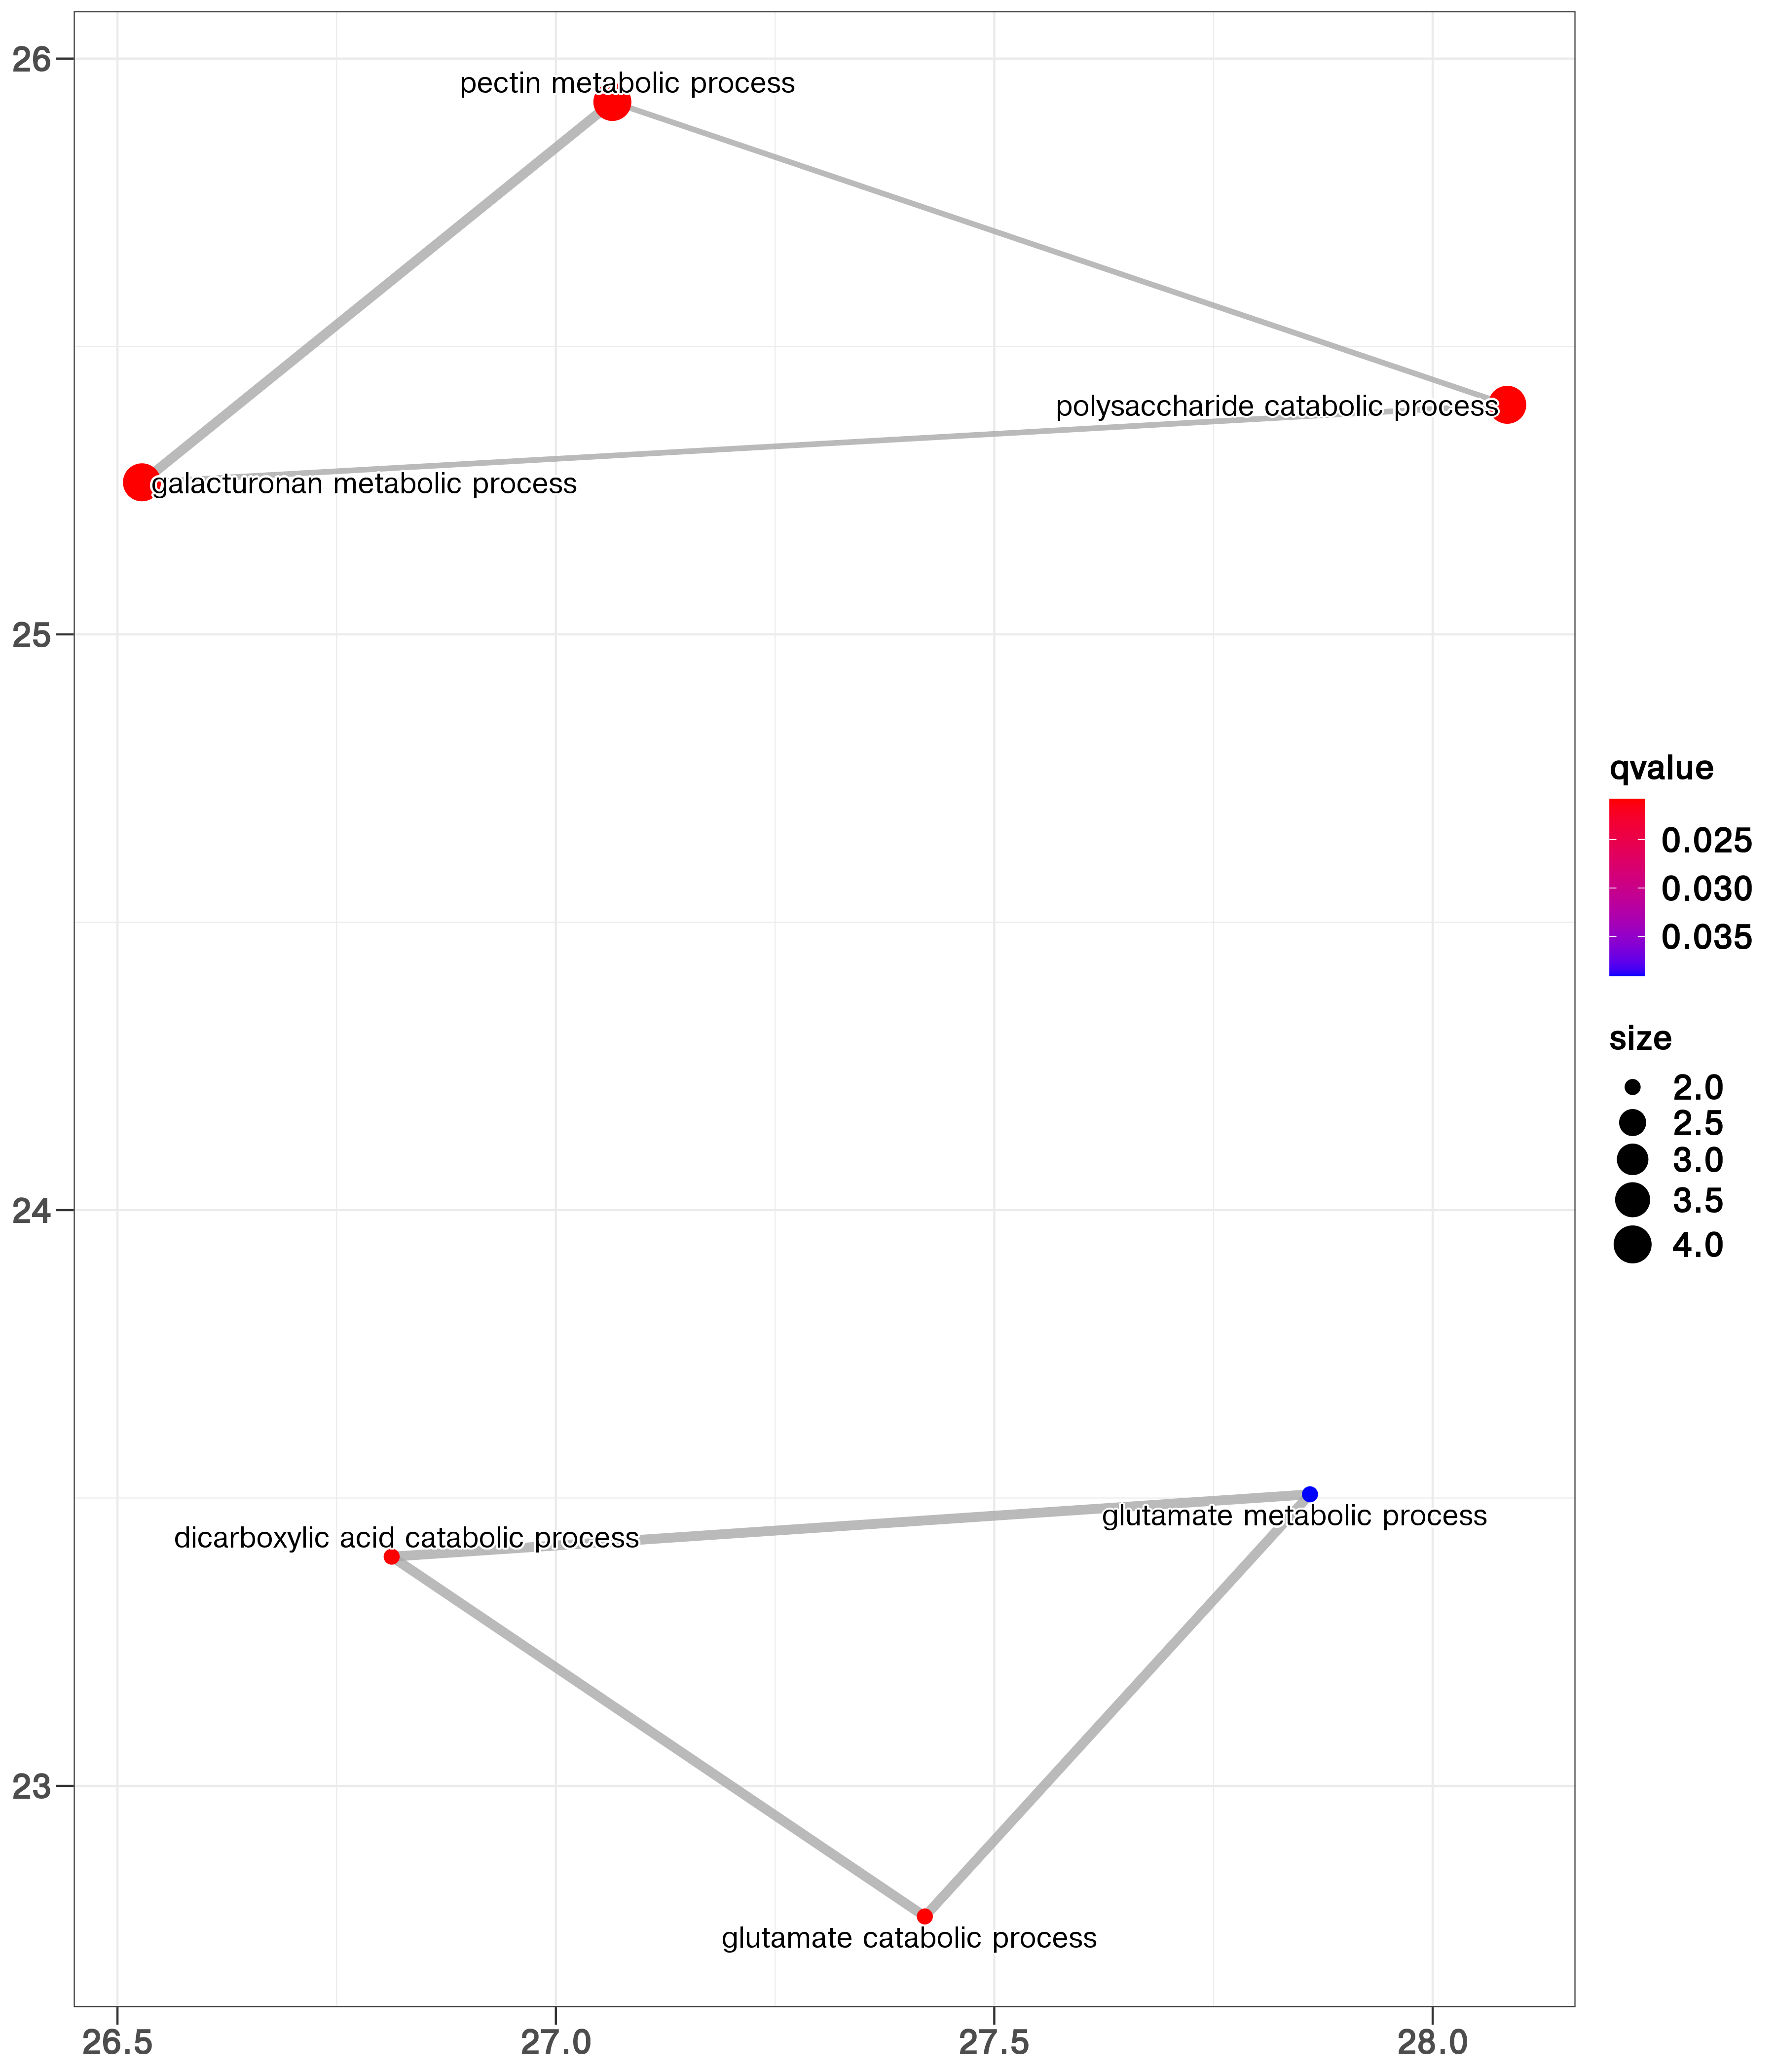 26
pectin metabolic process
polysaccharide catabolic process
galacturonan metabolic process
25
qvalue
0.025
0.030
0.035
size
2.0
2.5
3.0
3.5
4.0
24
glutamate metabolic process
dicarboxylic acid catabolic process
23
glutamate catabolic process
26.5 27.0 27.5 28.0